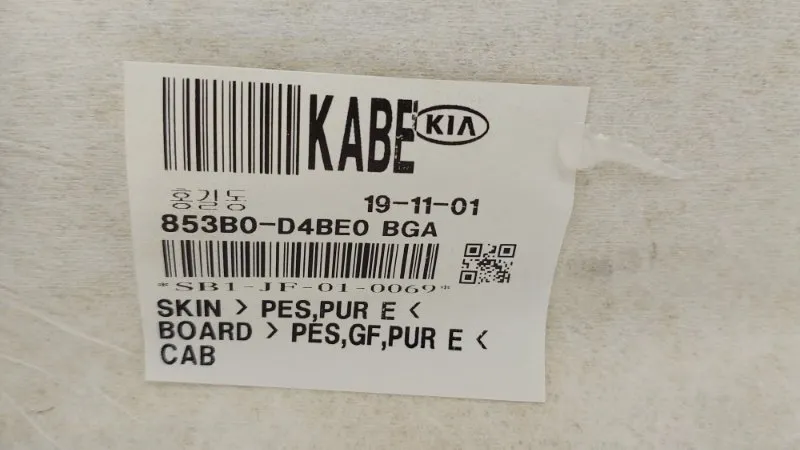 KABE KIA
홍길동 19-11-01
853B0-D4BE0 BGA
*SB1-JF-01-0069*
SKIN > PES,PUR E <
BOARD > PES,GF,PUR E <
CAB